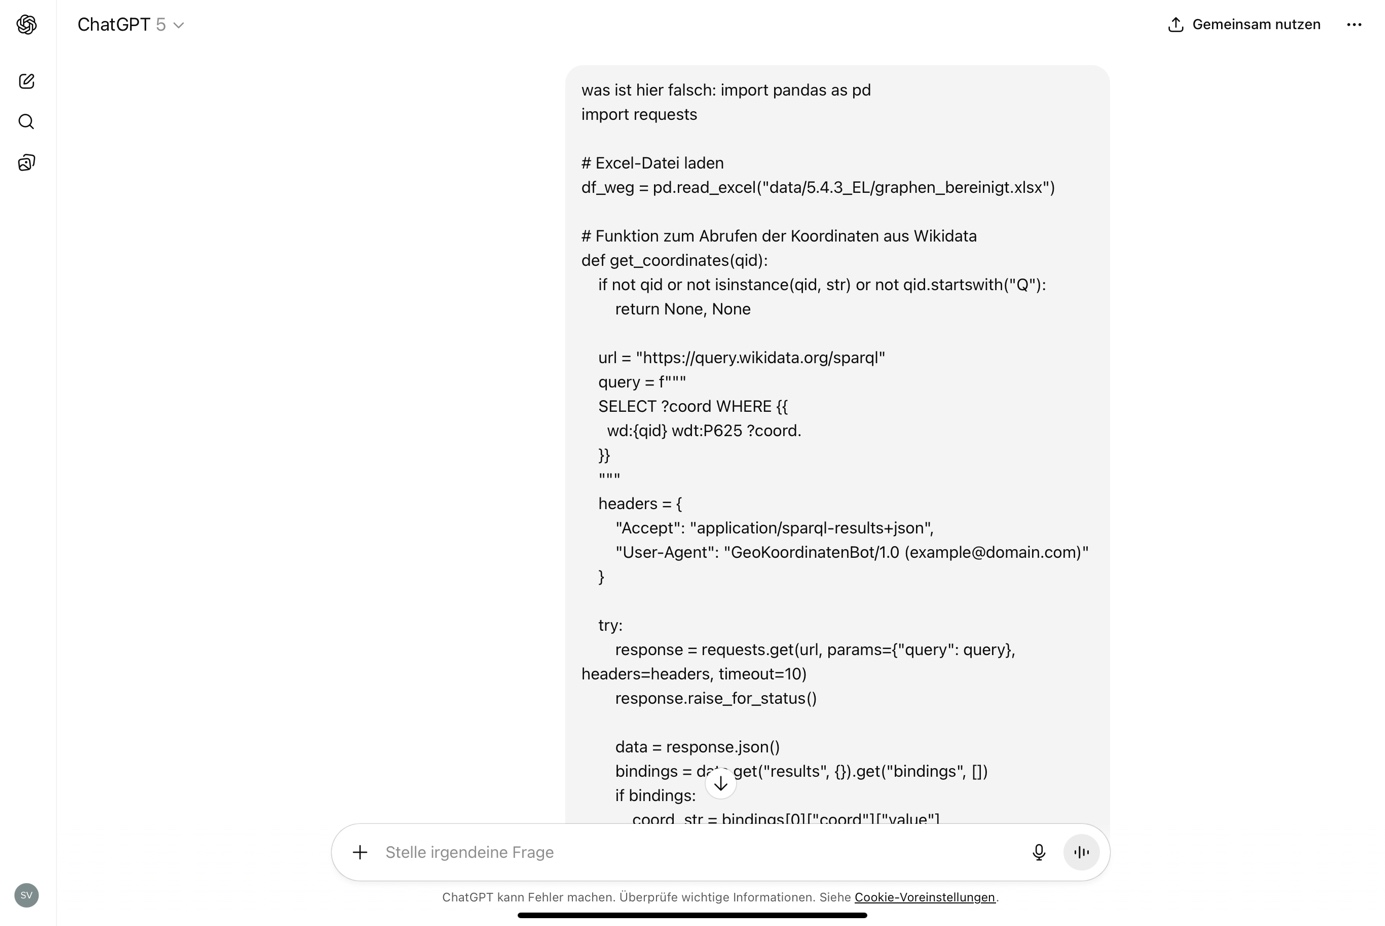 ChatGPT 5
Gemeinsam nutzen
was ist hier falsch: import pandas as pd
import requests
# Excel-Datei laden
df_weg = pd.read_excel("data/5.4.3_EL/graphen_bereinigt.xlsx")
# Funktion zum Abrufen der Koordinaten aus Wikidata
def get_coordinates(qid):
if not qid or not isinstance(qid, str) or not qid.startswith("Q"):
return None, None
url = "https://query.wikidata.org/sparql"
query = f"""
SELECT ?coord WHERE {{
wd:{qid} wdt:P625 ?coord.
}}
"""
headers = {
"Accept": "application/sparql-results+json",
"User-Agent": "GeoKoordinatenBot/1.0 (example@domain.com)"
}
try:
response = requests.get(url, params={"query": query},
headers=headers, timeout=10)
response.raise_for_status()
data = response.json()
bindings = data.get("results", {}).get("bindings", [])
if bindings:
coord_str = bindings[0]["coord"]["value"]
Stelle irgendeine Frage
SV
ChatGPT kann Fehler machen. Überprüfe wichtige Informationen. Siehe Cookie-Voreinstellungen.